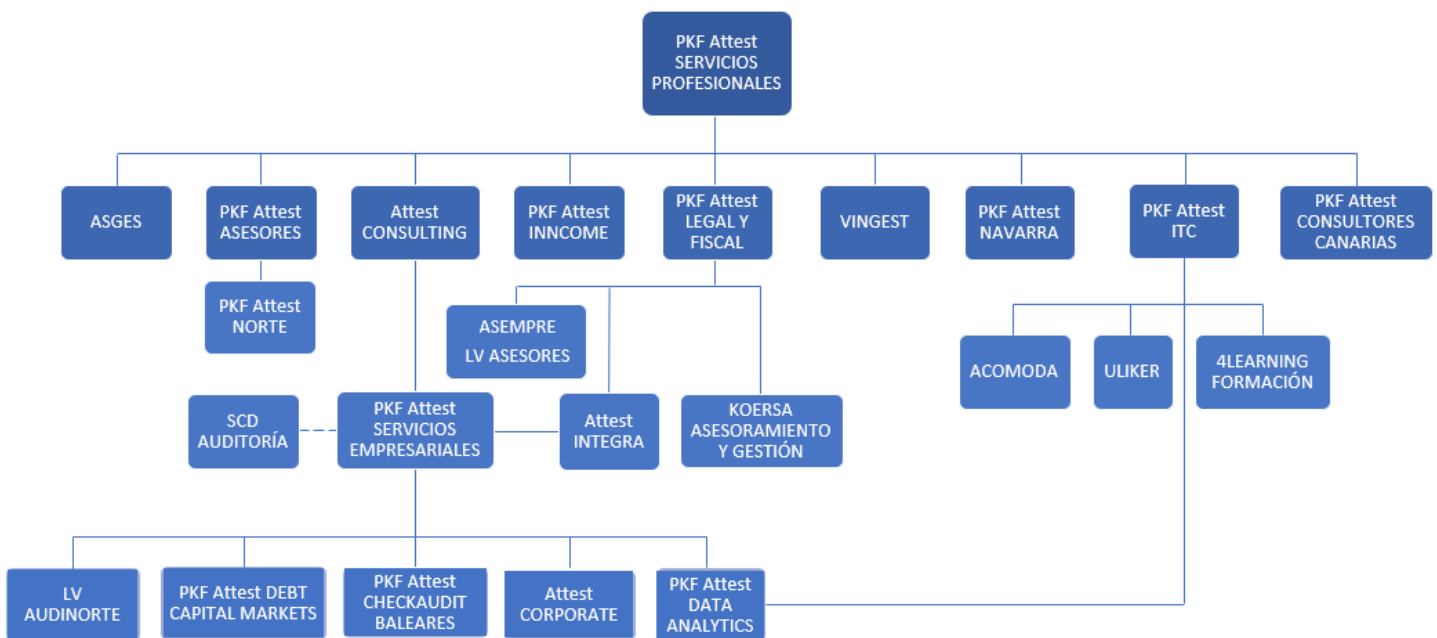 PKF Attest
SERVICIOS
PROFESIONALES
ASGES
PKF Attest
ASESORES
Attest
CONSULTING
PKF Attest
INNCOME
PKF Attest
LEGAL Y
FISCAL
VINGEST
PKF Attest
NAVARRA
PKF Attest
ITC
PKF Attest
CONSULTORES
CANARIAS
PKF Attest
NORTE
ASEMPRE
LV ASESORES
ACOMODA
ULIKER
4LEARNING
FORMACIÓN
SCD
AUDITORÍA
PKF Attest
SERVICIOS
EMPRESARIALES
Attest
INTEGRA
KOERSA
ASESORAMIENTO
Y GESTIÓN
LV
AUDINORTE
PKF Attest DEBT
CAPITAL MARKETS
PKF Attest
CHECKAUDIT
BALEARES
Attest
CORPORATE
PKF Attest
DATA
ANALYTICS